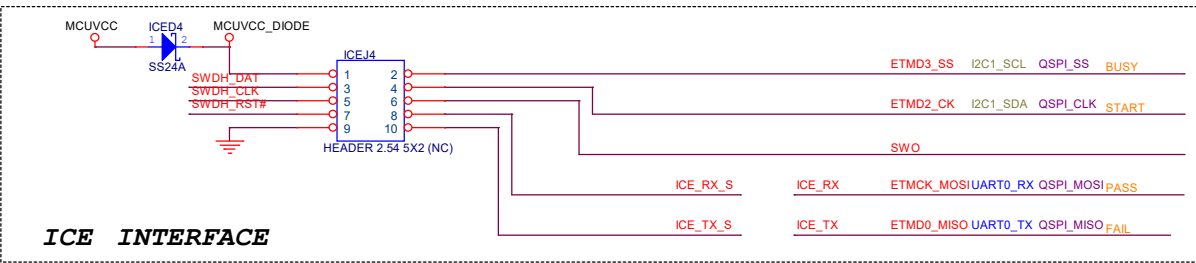 MCUVCC ICED4 MCUVCC_DIODE
1 2
SS24A
ICEJ4
SWDH_DAT
SWDH_CLK
SWDH_RST#
1 2
3 4
5 6
7 8
9 10
HEADER 2.54 5X2 (NC)
ETMD3_SS I2C1_SCL QSPI_SS BUSY
ETMD2_CK I2C1_SDA QSPI_CLK START
SWO
ICE_RX_S ICE_RX ETMCK_MOSI UART0_RX QSPI_MOSI PASS
ICE_TX_S ICE_TX ETMD0_MISO UART0_TX QSPI_MISO FAIL
ICE INTERFACE